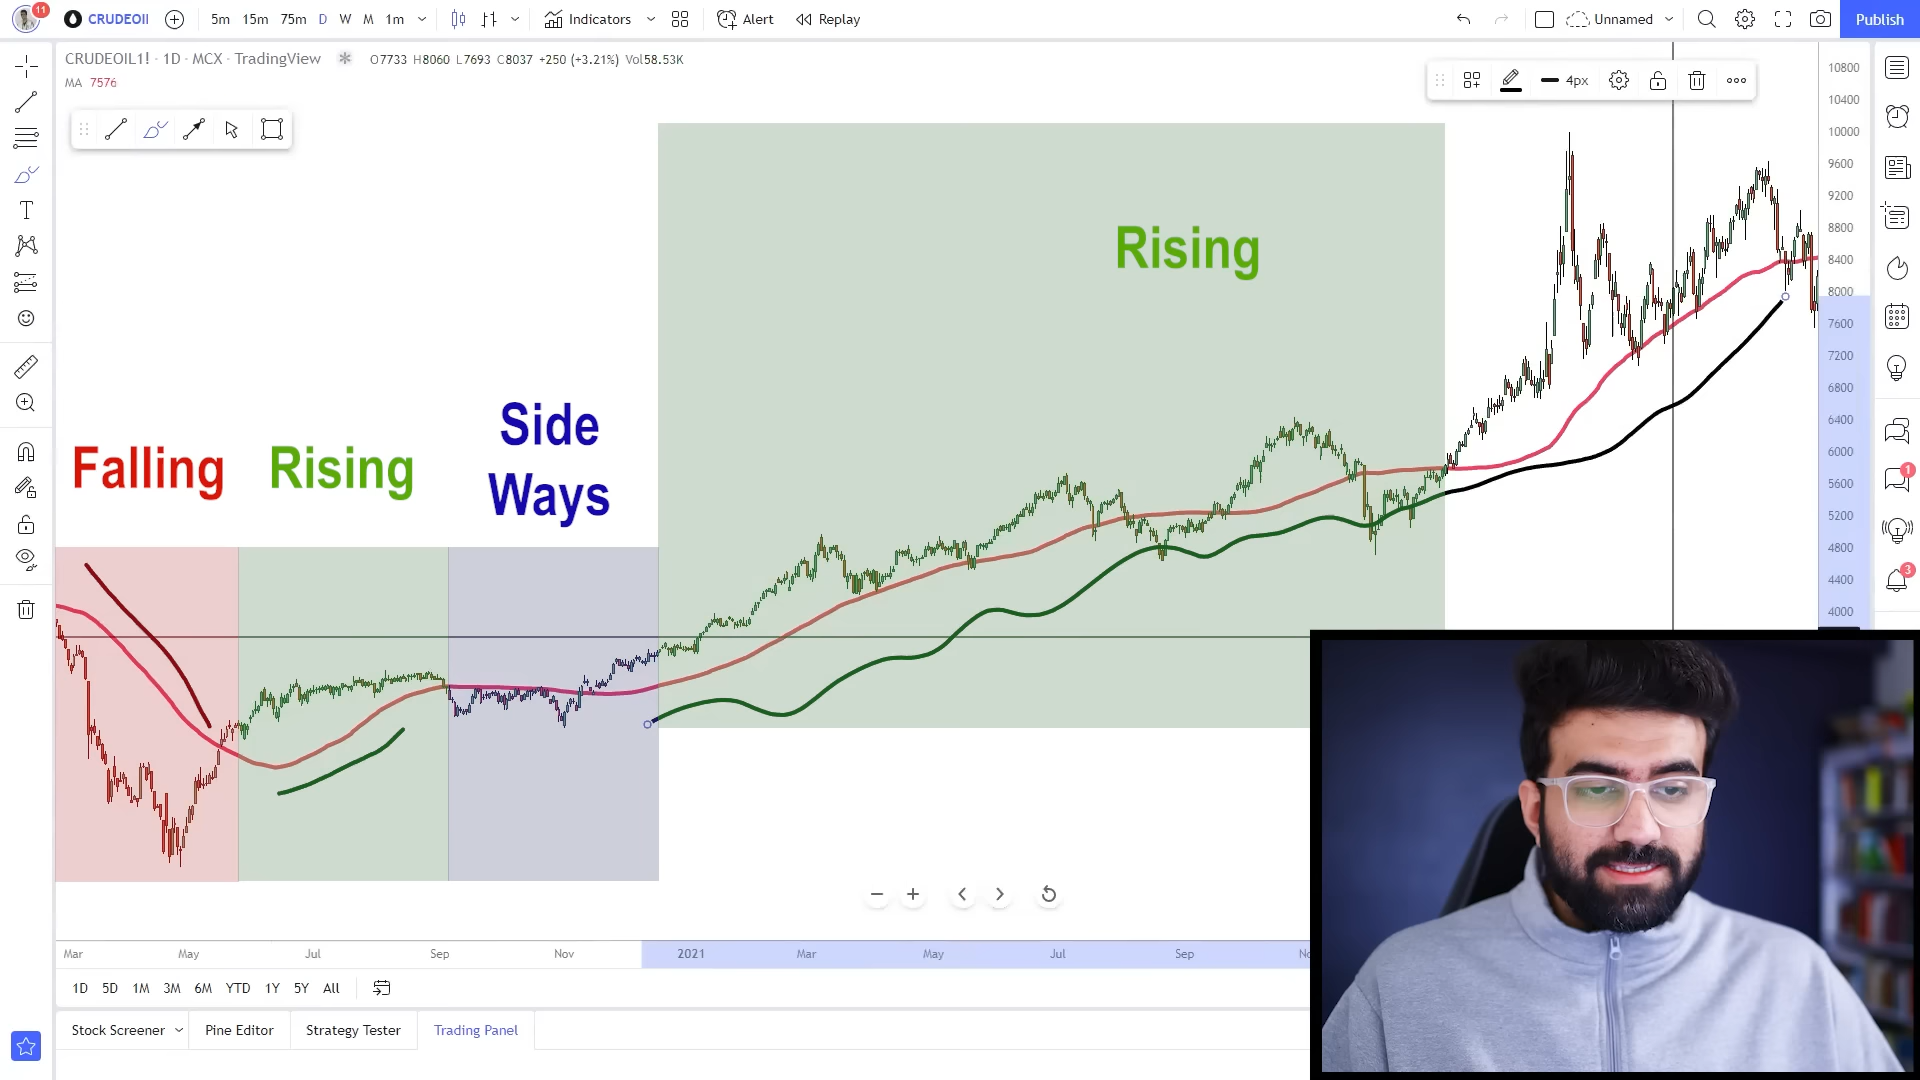 11
CRUDEOIL
5m 15m 75m D W M 1m
Indicators
Alert
Replay
Unnamed
Publish
CRUDEOIL1! · 1D · MCX · TradingView
O7733 H8060 L7693 C8037 +250 (+3.21%) Vol58.53K
MA 7576
4px
10800
10400
10000
9600
9200
8800
8400
8000
7600
7200
6800
6400
6000
5600
5200
4800
4400
4000
Rising
Falling
Rising
Side
Ways
1
3
Mar May Jul Sep Nov 2021 Mar May Jul Sep
1D 5D 1M 3M 6M YTD 1Y 5Y All
Stock Screener
Pine Editor
Strategy Tester
Trading Panel